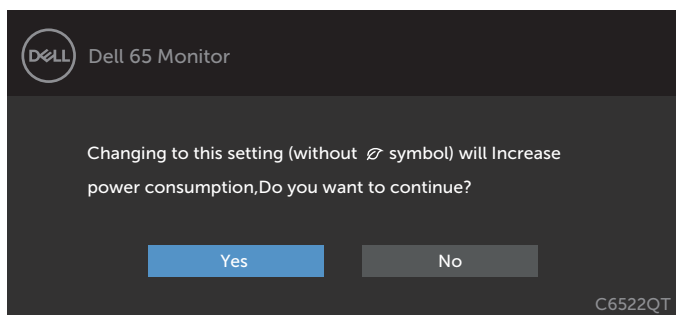 DELL
Dell 65 Monitor
Changing to this setting (without symbol) will Increase
power consumption,Do you want to continue?
Yes
No
C6522QT